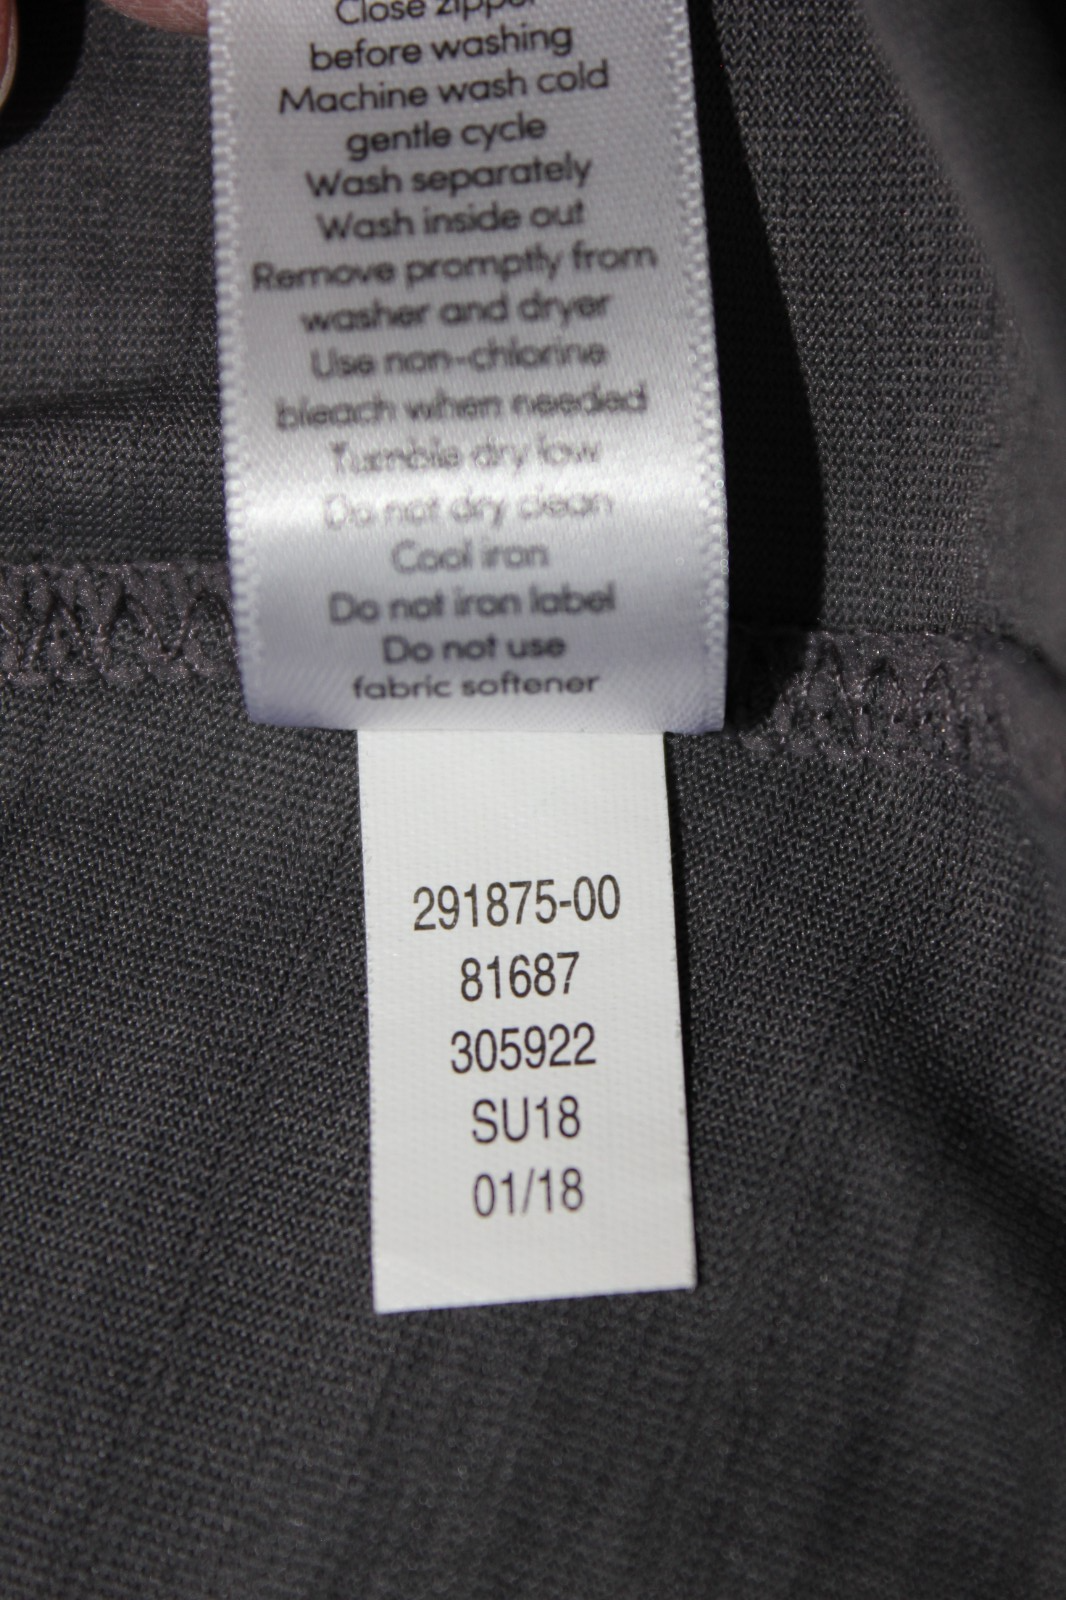 Close zipper
before washing
Machine wash cold
gentle cycle
Wash separately
Wash inside out
Remove promptly from
washer and dryer
Use non-chlorine
bleach when needed
Tumble dry low
Do not dry clean
Cool iron
Do not iron label
Do not use
fabric softener
291875-00
81687
305922
SU18
01/18